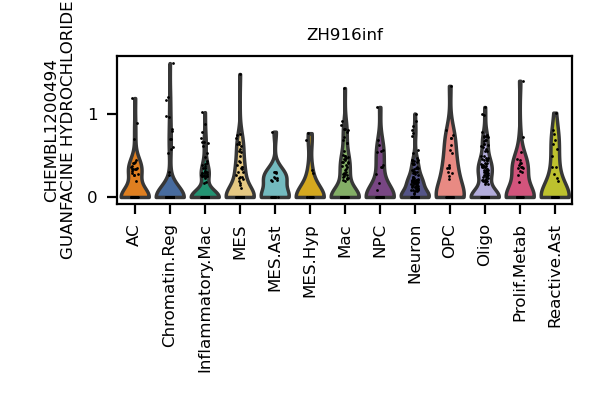 ZH916inf
CHEMBL1200494
GUANFACINE HYDROCHLORIDE
1
0
AC
Chromatin.Reg
Inflammatory.Mac
MES
MES.Ast
MES.Hyp
Mac
NPC
Neuron
OPC
Oligo
Prolif.Metab
Reactive.Ast